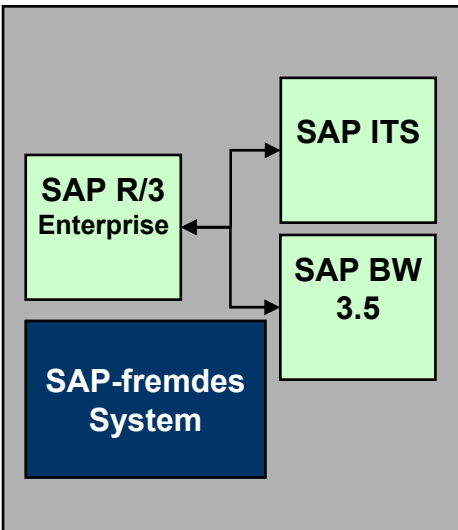 SAP ITS
SAP R/3
Enterprise
SAP BW
3.5
SAP-fremdes
System